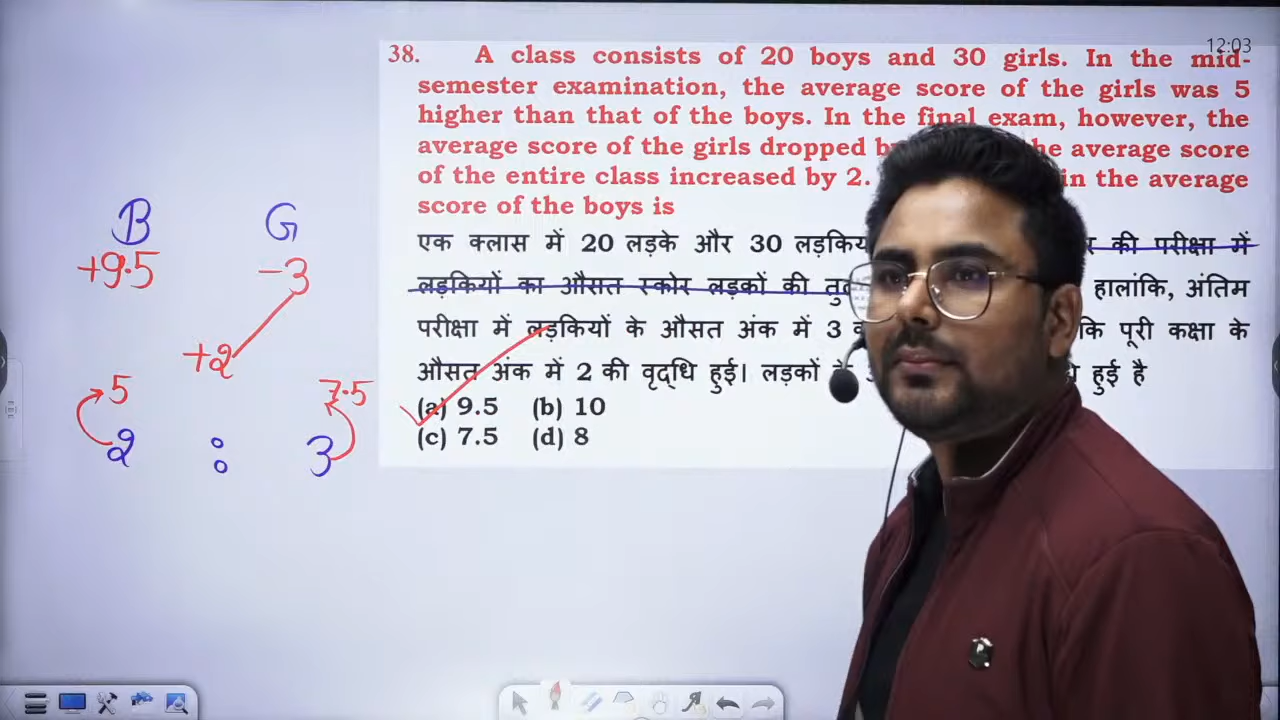 12:03
38. A class consists of 20 boys and 30 girls. In the mid-
semester examination, the average score of the girls was 5
higher than that of the boys. In the final exam, however, the
average score of the girls dropped he average score
of the entire class increased by 2. in the average
score of the boys is
एक क्लास में 20 लड़के और 30 की परीक्षा में
लड़कियों का औसत स्कोर लड़कों की हालांकि, अंतिम
परीक्षा में लड़कियों के औसत अंक में 3 कि पूरी कक्षा के
औसत अंक में 2 की वृद्धि हुई। लड़कों हुई है
(a) 9.5 (b) 10
(c) 7.5 (d) 8
B G
+9.5 -3
+2
5 7.5
2 : 3